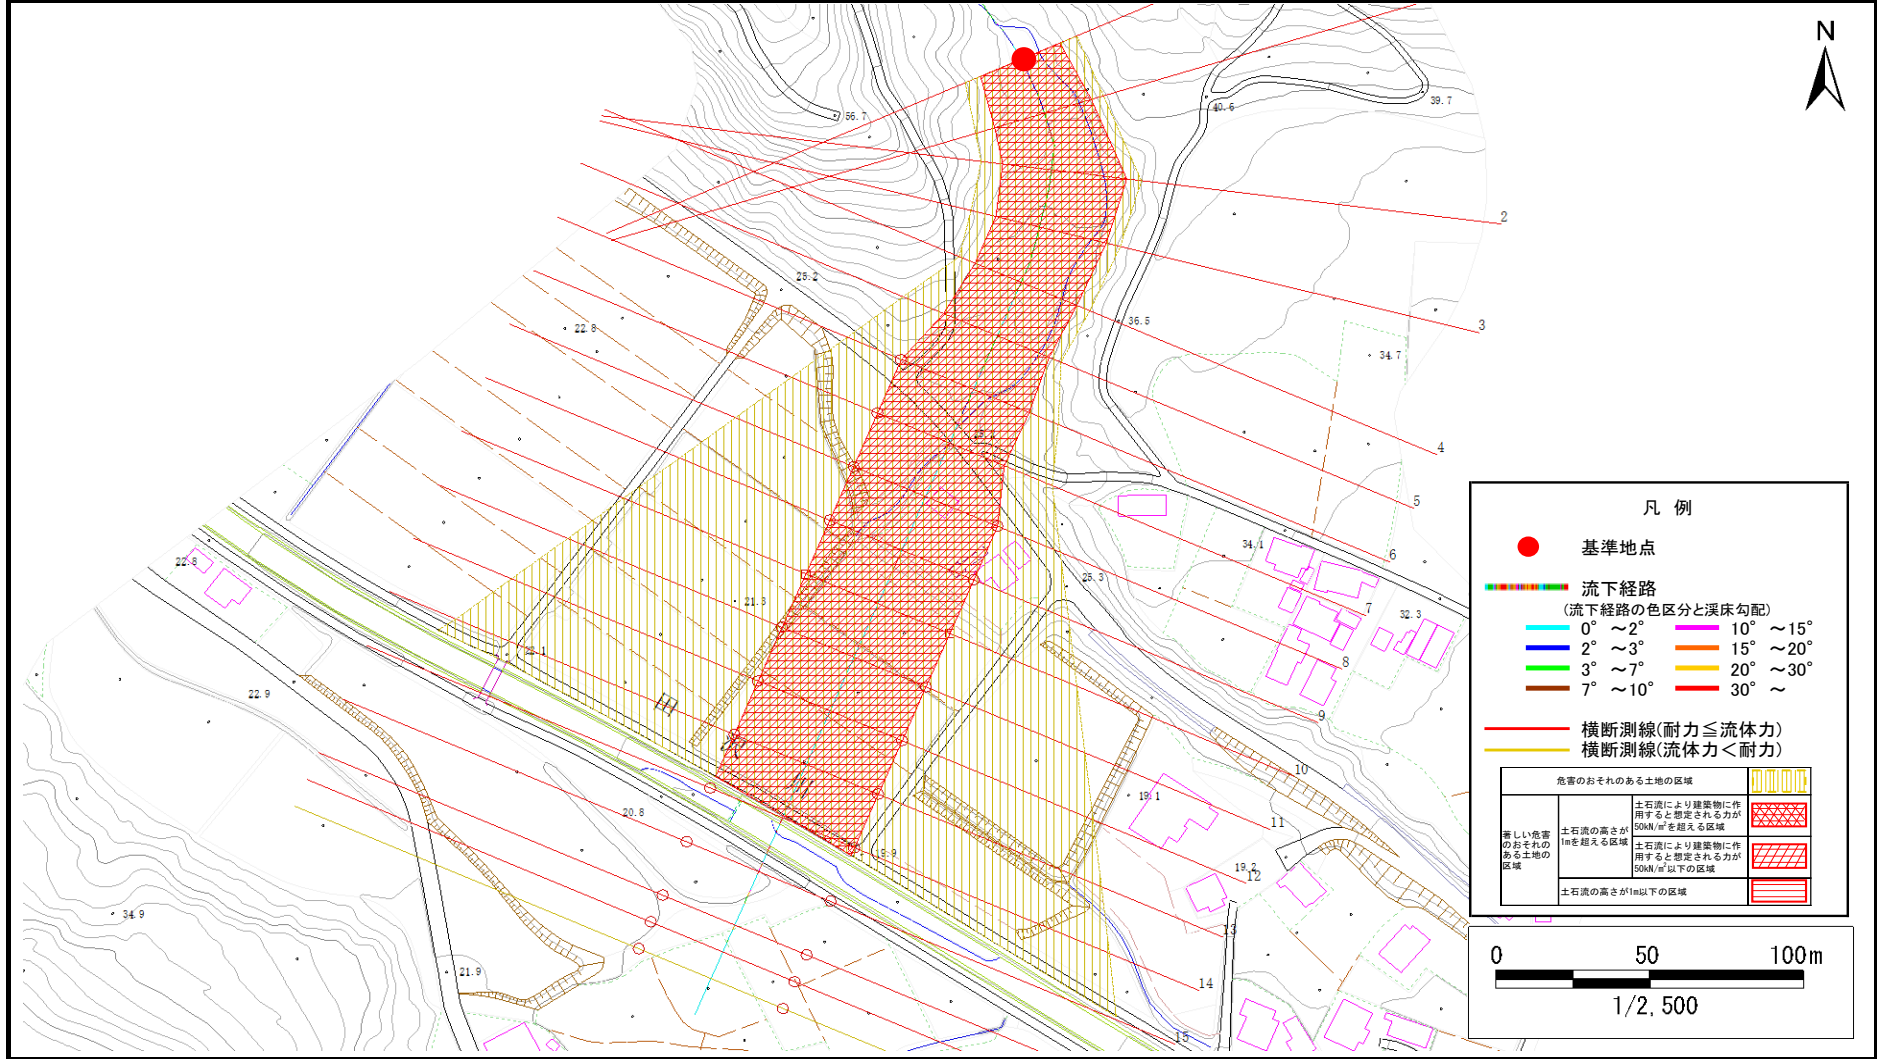 N
56.7
40.6
39.7
2
25.2
22.8
36.5
3
34.7
4
5
6
34.1
25.3
22.8
21.3
7
32.3
8
22.9
9
10
19.1
11
20.8
19.9
19.2
12
34.9
13
21.9
14
15
凡 例
基準地点
流下経路
(流下経路の色区分と渓床勾配)
0° ～2° 10° ～15°
2° ～3° 15° ～20°
3° ～7° 20° ～30°
7° ～10° 30° ～
横断測線(耐力≦流体力)
横断測線(流体力＜耐力)
危害のおそれのある土地の区域
著しい危害
のおそれの
ある土地の
区域
土石流の高さが
1mを超える区域
土石流により建築物に作
用すると想定される力が
50kN/㎡を超える区域
土石流により建築物に作
用すると想定される力が
50kN/㎡以下の区域
土石流の高さが1m以下の区域
0 50 100m
1/2,500